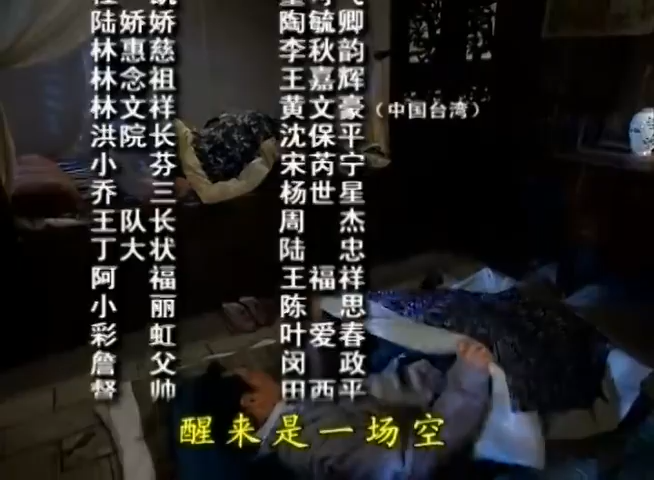 陆娇娇 陶毓卿
林惠慈 李秋韵
林念祖 王嘉辉
林文祥 黄文豪（中国台湾）
洪院长 沈保平
小芬 宋芮宁
乔三 杨世星
王队长 周杰
丁大状 陆忠
阿福 王福祥
小丽 陈思
彩虹 叶爱春
詹父 闵政
督帅 田西平
醒来是一场空